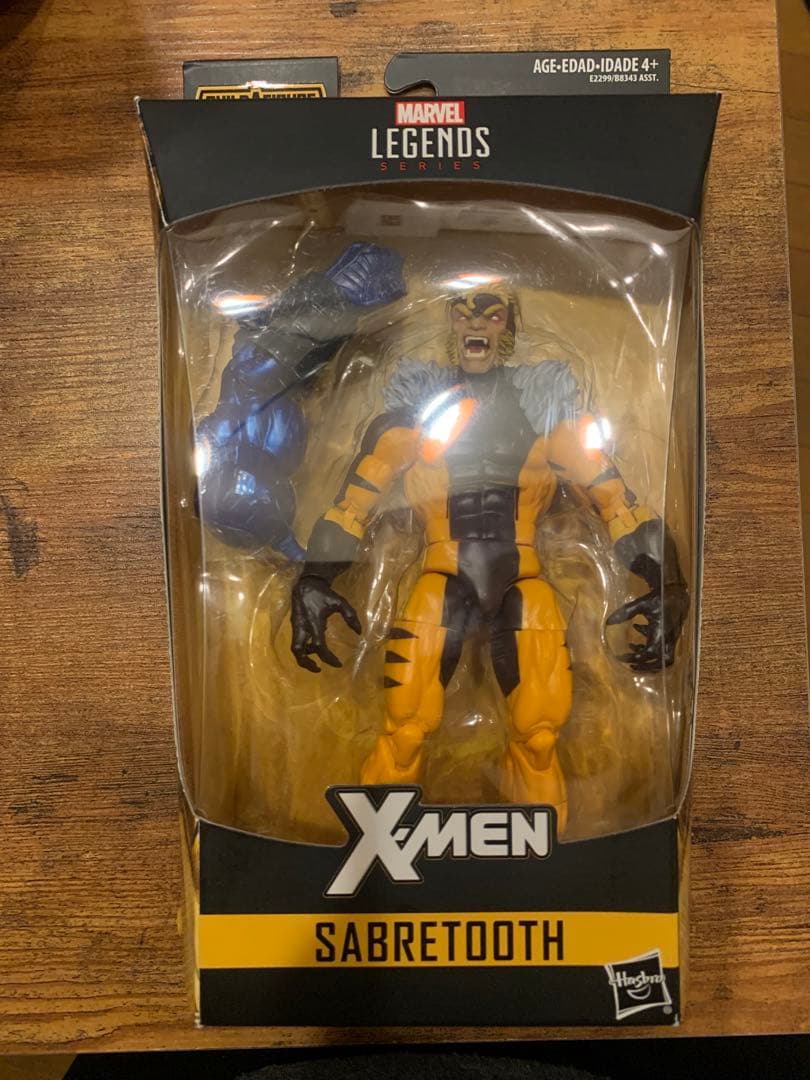 AGE•EDAD•IDADE 4+
E2299/B8343 ASST.
MARVEL
LEGENDS
SERIES
X-MEN
SABRETOOTH
Hasbro
®